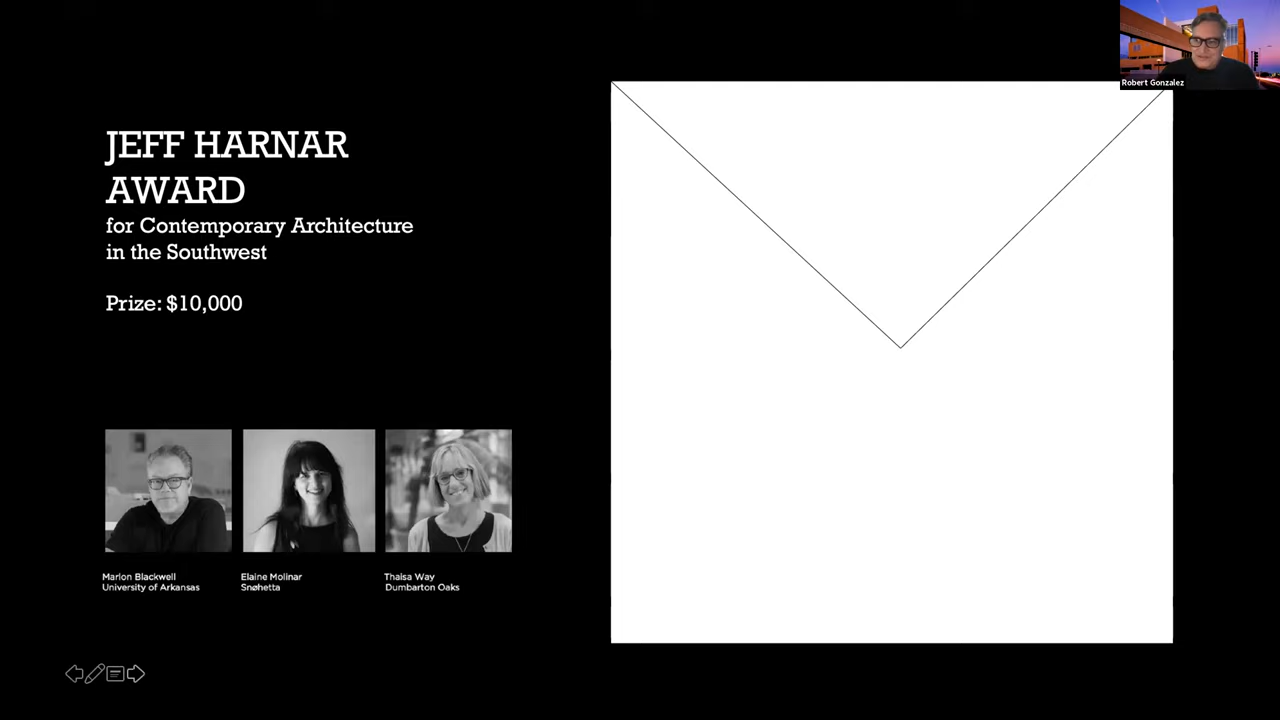 Robert Gonzalez
JEFF HARNAR
AWARD
for Contemporary Architecture
in the Southwest
Prize: $10,000
Marlon Blackwell
University of Arkansas
Elaine Molinar
Snøhetta
Thaisa Way
Dumbarton Oaks